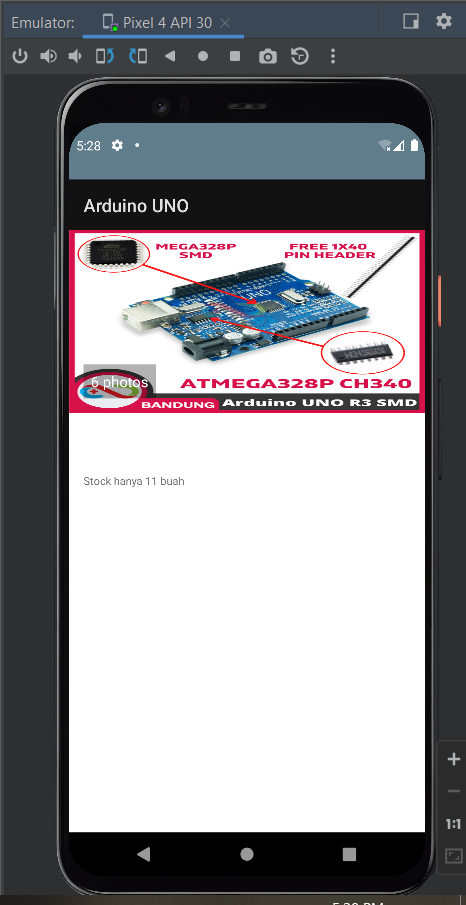 Emulator: Pixel 4 API 30
5:28
Arduino UNO
MEGA328P
SMD
FREE 1X40
PIN HEADER
6 photos
ATMEGA328P CH340
BANDUNG Arduino UNO R3 SMD
Stock hanya 11 buah
1:1